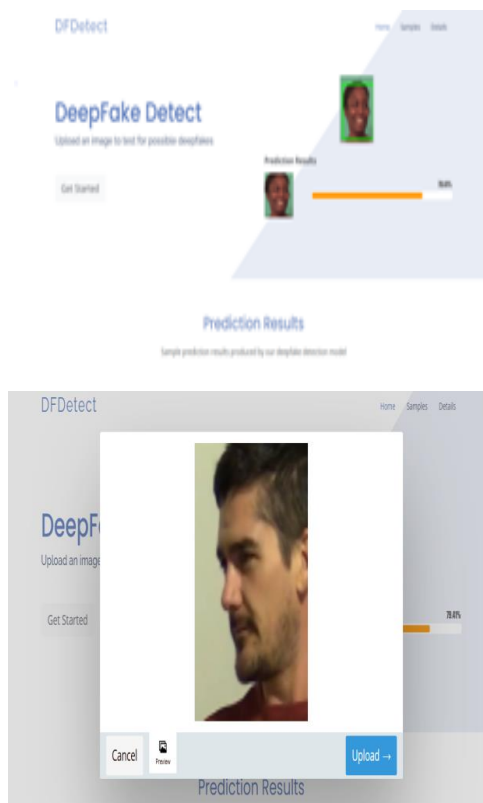 DFDetect
Home Samples Details
DeepFake Detect
Upload an image to test for possible deepfakes
Get Started
Prediction Results
Prediction Results
Sample prediction results produced by our deepfake detection model
DFDetect
Home Samples Details
DeepF
Upload an image
Get Started
78.41%
Cancel
Preview
Upload →
Prediction Results